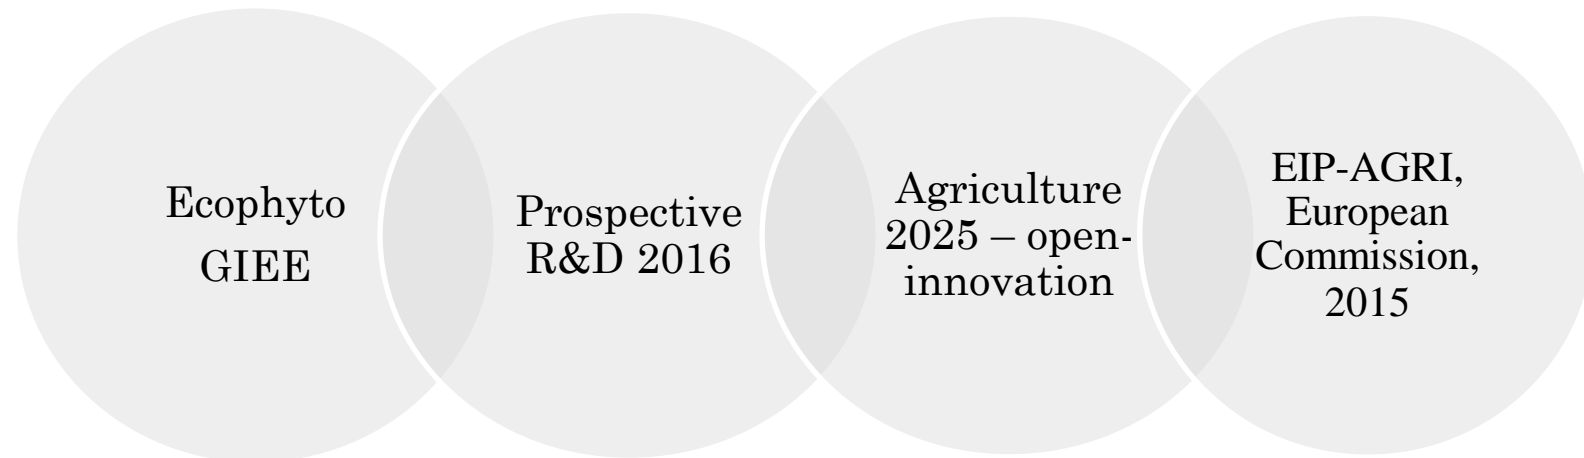 Ecophyto
GIEE
Prospective
R&D 2016
Agriculture
2025 – open-
innovation
EIP-AGRI,
European
Commission,
2015